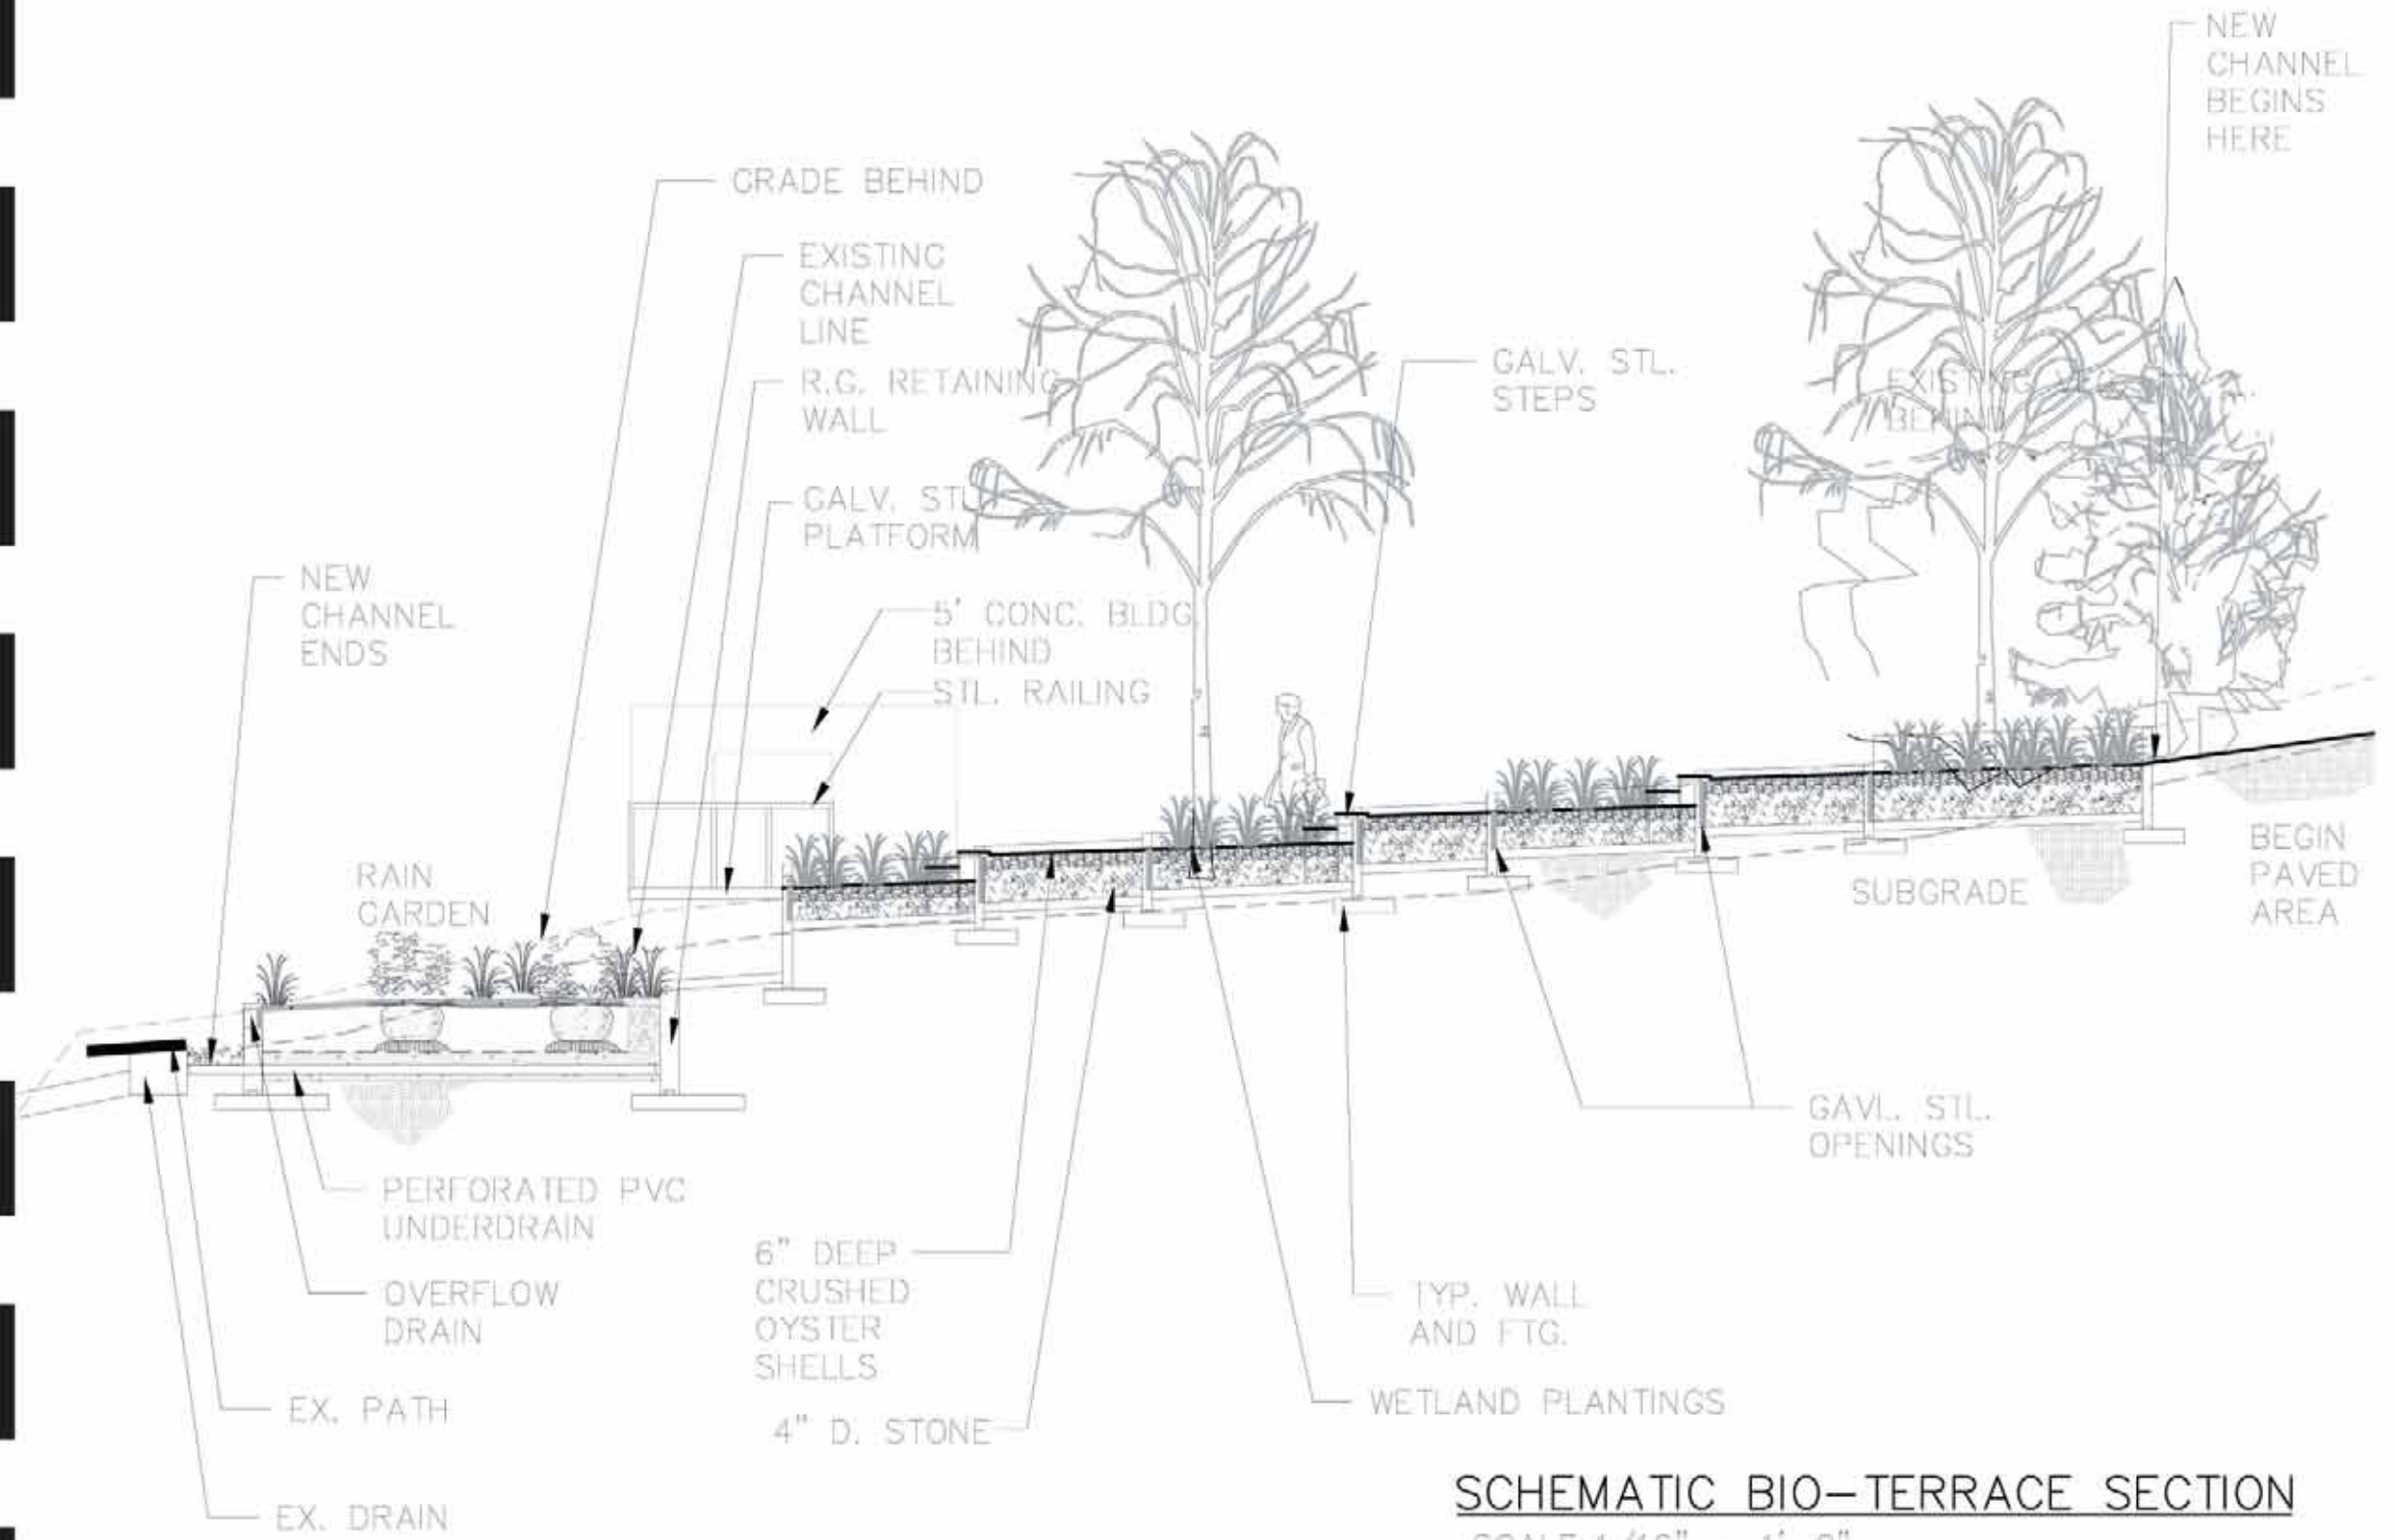 NEW
CHANNEL
BEGINS
HERE
GRADE BEHIND
EXISTING
CHANNEL
LINE
R.G. RETAINING
WALL
GALV. STL
PLATFORM
GALV. STL.
STEPS
EXISTING
BEHIND
NEW
CHANNEL
ENDS
5' CONC. BLDG
BEHIND
STL. RAILING
RAIN
GARDEN
SUBGRADE
BEGIN
PAVED
AREA
GAVL. STL.
OPENINGS
PERFORATED PVC
UNDERDRAIN
OVERFLOW
DRAIN
6" DEEP
CRUSHED
OYSTER
SHELLS
TYP. WALL
AND FTG.
EX. PATH
4" D. STONE
WETLAND PLANTINGS
EX. DRAIN
SCHEMATIC BIO-TERRACE SECTION